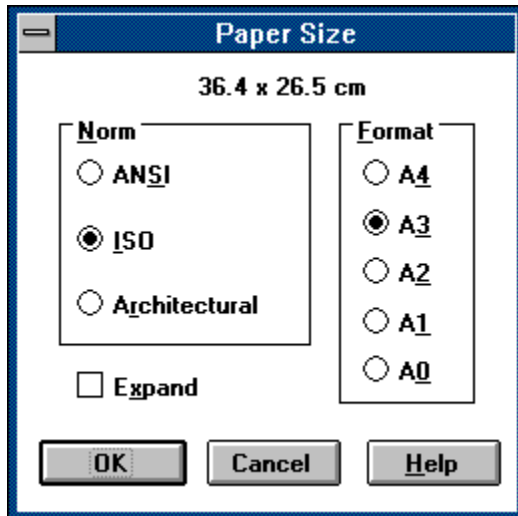 Paper Size
36.4 x 26.5 cm
Norm
ANSI
ISO
Architectural
Expand
Format
A4
A3
A2
A1
A0
OK
Cancel
Help